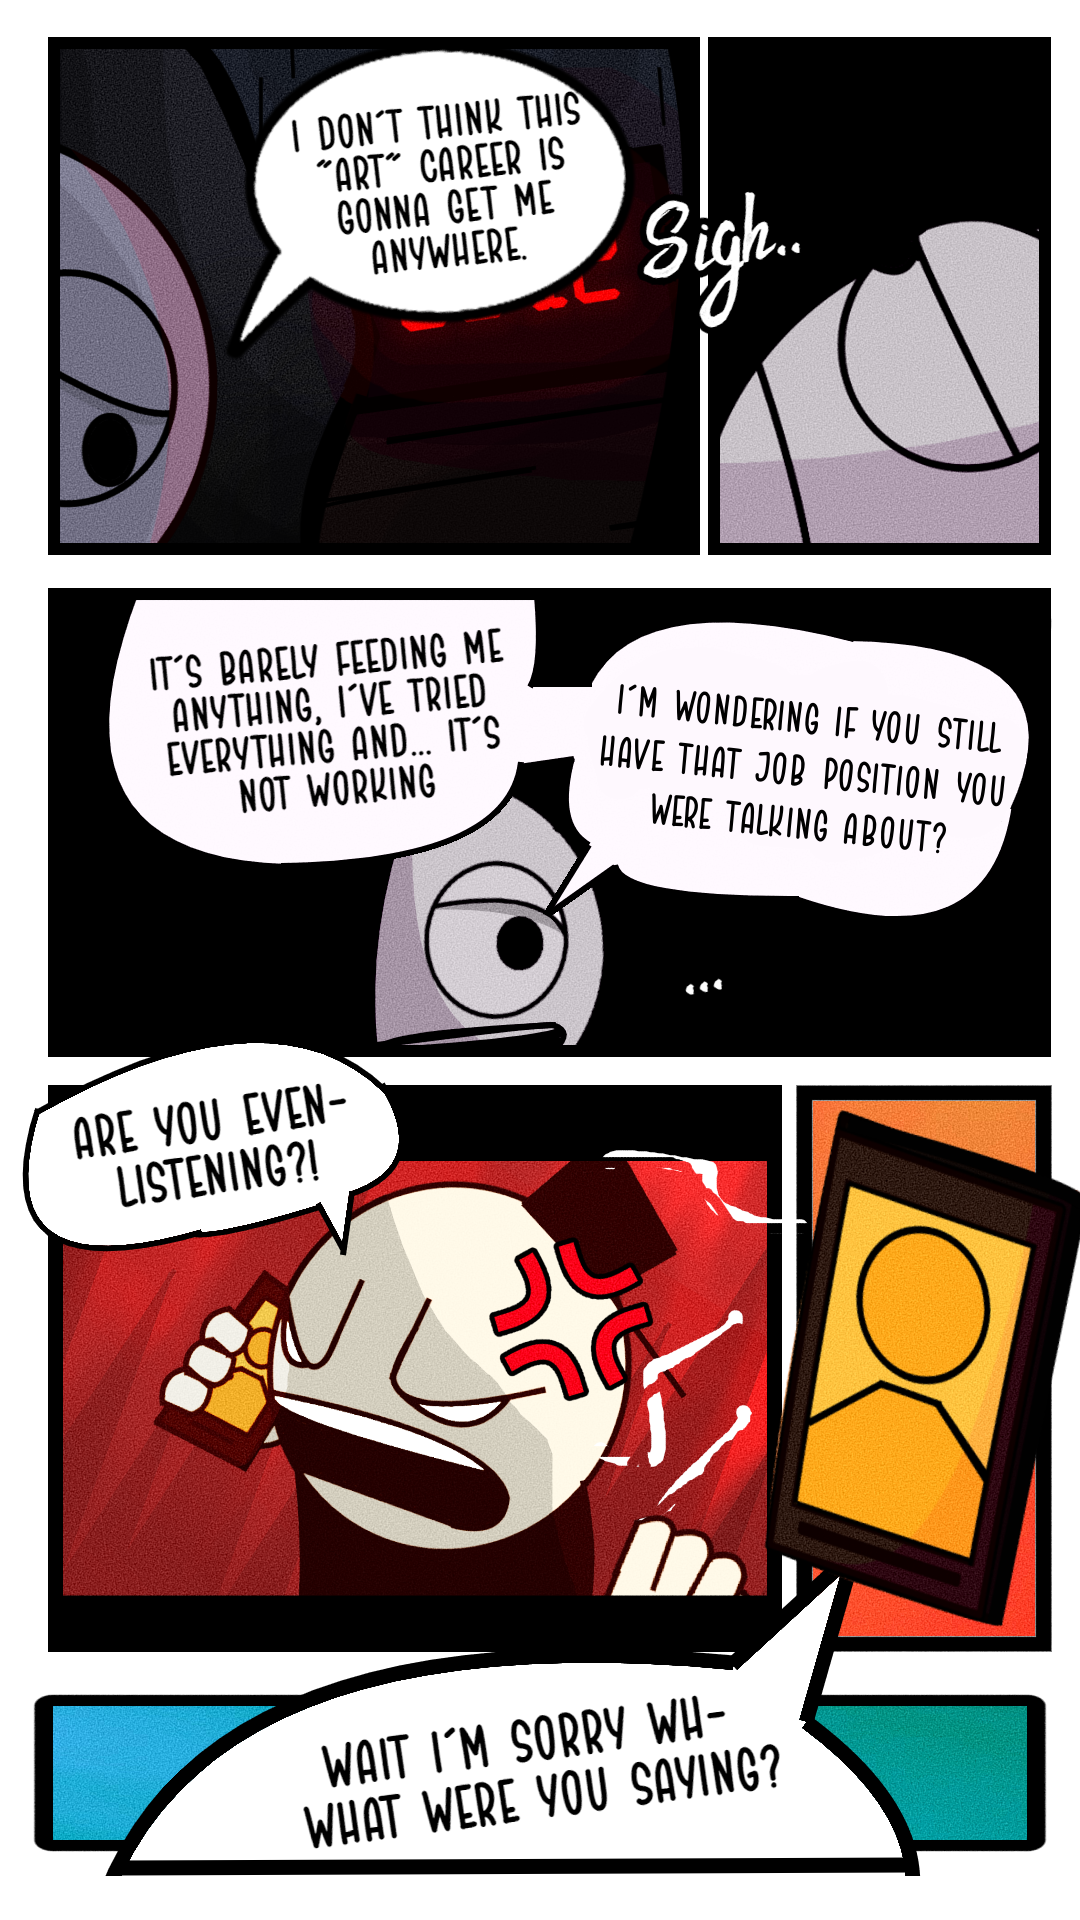 I DON'T THINK THIS
"ART" CAREER IS
GONNA GET ME
ANYWHERE.
Sigh..
IT'S BARELY FEEDING ME
ANYTHING, I'VE TRIED
EVERYTHING AND... IT'S
NOT WORKING
I'M WONDERING IF YOU STILL
HAVE THAT JOB POSITION YOU
WERE TALKING ABOUT?
...
ARE YOU EVEN-
LISTENING?!
WAIT I'M SORRY WH-
WHAT WERE YOU SAYING?